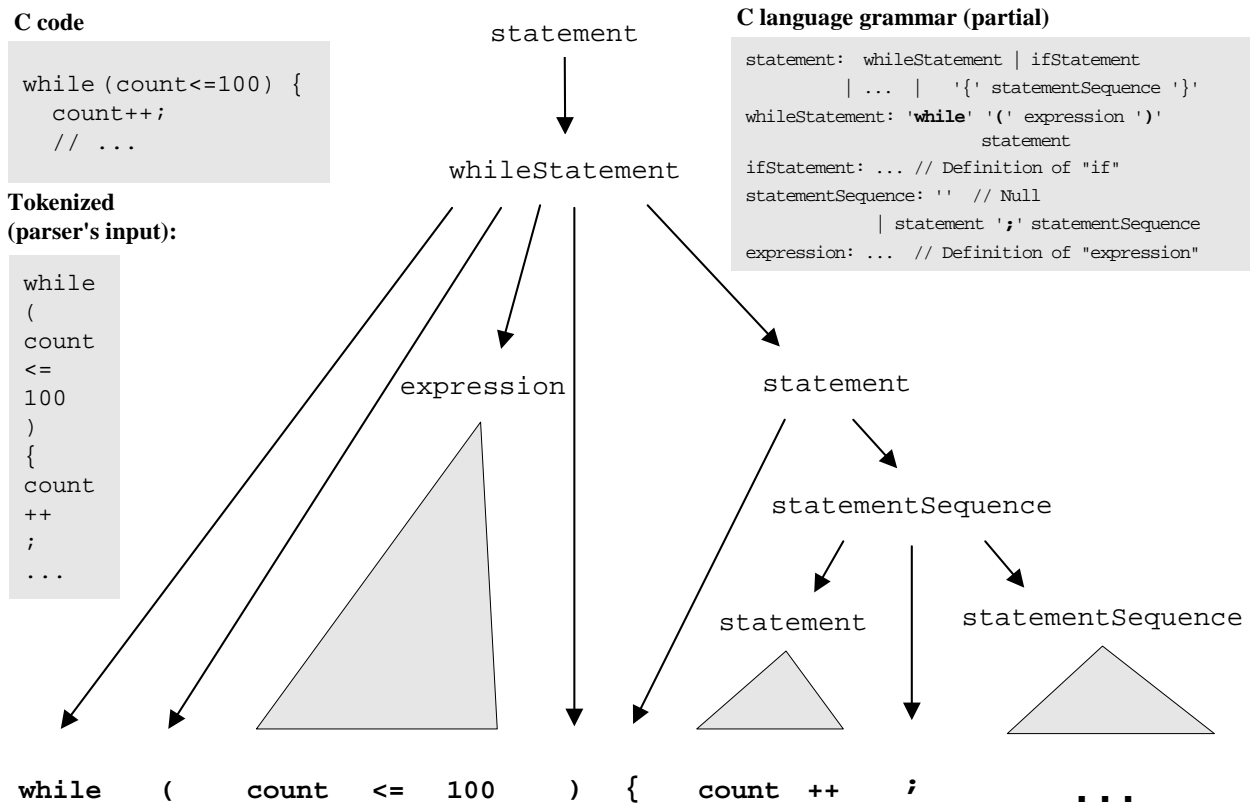 C code
while (count<=100) {
count++;
// ...
Tokenized
(parser's input):
while
(
count
<=
100
)
{
count
++
;
...
C language grammar (partial)
statement: whileStatement | ifStatement
| ... | '{' statementSequence '}'
whileStatement: 'while' '(' expression ')'
statement
ifStatement: ... // Definition of "if"
statementSequence: '' // Null
| statement ';' statementSequence
expression: ... // Definition of "expression"
statement
whileStatement
expression
statement
statementSequence
statement
statementSequence
while ( count <= 100 ) { count ++ ; ...